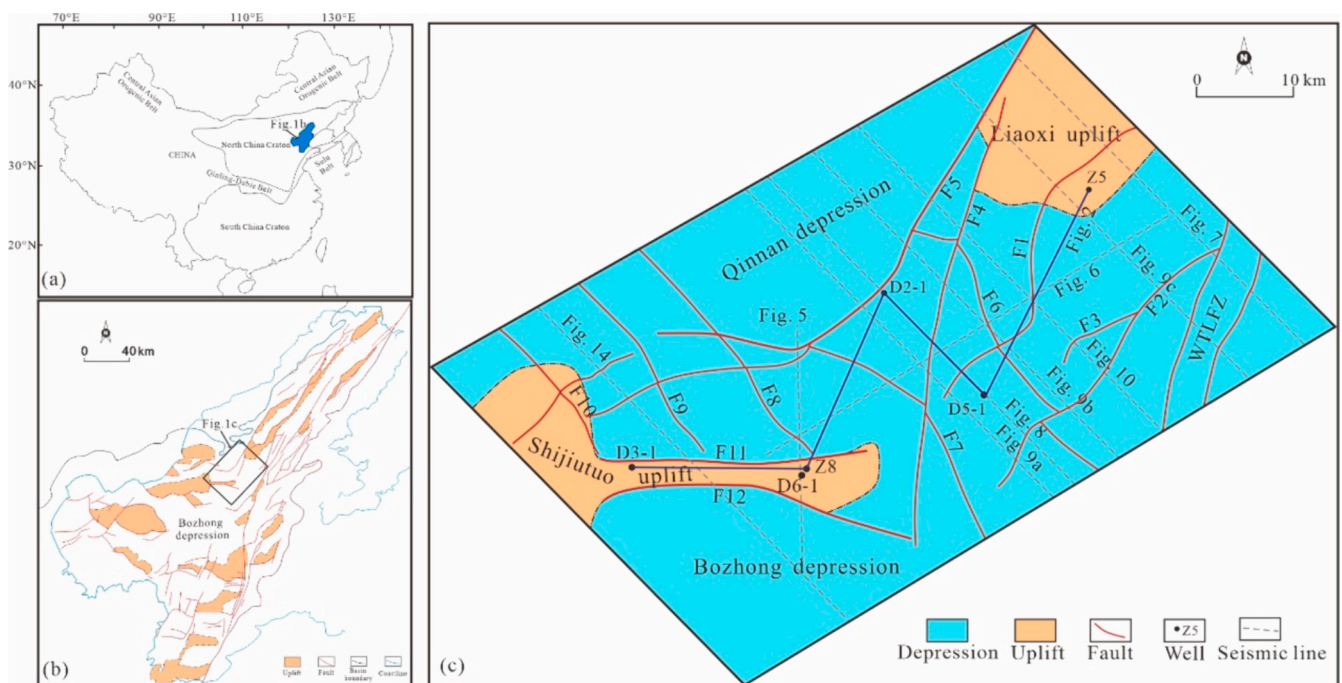 70°E
90°E
110°E
130°E
40°N
30°N
20°N
Central Asian
Orogenic Belt
Central Asian
Orogenic Belt
Fig.1b
North China Craton
CHINA
Sulu
Belt
Qinling-Dabie Belt
South China Craton
(a)
N
0 40 km
Fig.1c
Bozhong
depression
Uplift
Fault
Basin
boundary
Coastline
(b)
N
0 10 km
Liaoxi uplift
Z5
F5
F4
Qinnan depression
F1
Fig. 2
Fig. 7
Fig. 6
Fig. 9c
D2-1
F2
Fig. 5
F6
F3
WTLFZ
Fig. 14
Fig. 10
F10
F9
F8
D5-1
Fig. 9b
Fig. 8
F7
Fig. 9a
Shijiutuo
uplift
D3-1
F11
Z8
D6-1
F12
Bozhong depression
Z5
Depression
Uplift
Fault
Well
Seismic line
(c)